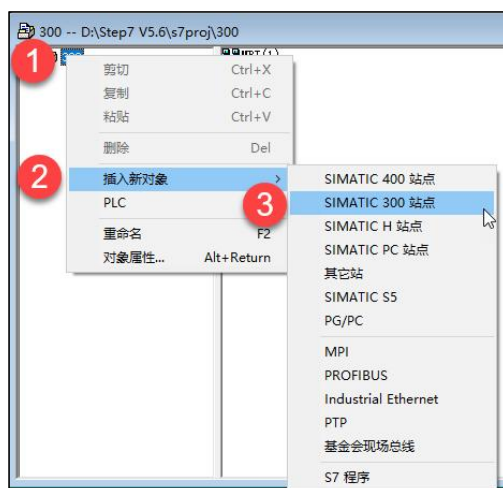 300 -- D:\Step7 V5.6\s7proj\300
1
300
MPI(1)
剪切 Ctrl+X
复制 Ctrl+C
粘贴 Ctrl+V
删除 Del
2
插入新对象 >
PLC
重命名 F2
对象属性... Alt+Return
3
SIMATIC 400 站点
SIMATIC 300 站点
SIMATIC H 站点
SIMATIC PC 站点
其它站
SIMATIC S5
PG/PC
MPI
PROFIBUS
Industrial Ethernet
PTP
基金会现场总线
S7 程序